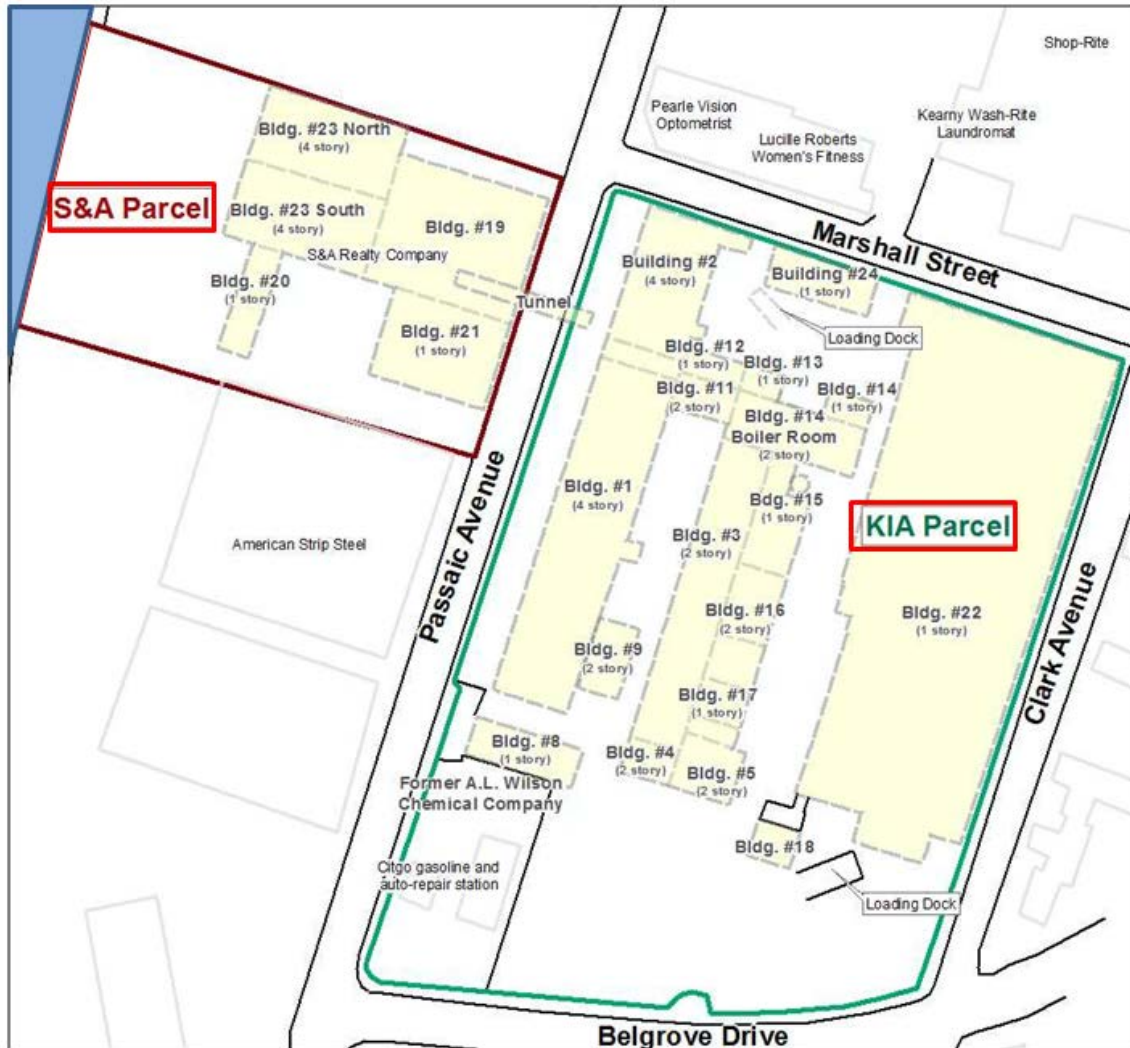 Shop-Rite
Pearle Vision
Optometrist
Lucille Roberts
Women's Fitness
Kearny Wash-Rite
Laundromat
Bldg. #23 North
(4 story)
S&A Parcel
Bldg. #23 South
(4 story)
Bldg. #19
S&A Realty Company
Bldg. #20
(1 story)
Tunnel
Bldg. #21
(1 story)
Marshall Street
Building #2
(4 story)
Building #24
(1 story)
Loading Dock
Bldg. #12
(1 story)
Bldg. #13
(1 story)
Bldg. #11
(2 story)
Bldg. #14
(1 story)
Bldg. #14
Boiler Room
(2 story)
Bldg. #1
(4 story)
Bdg. #15
(1 story)
KIA Parcel
American Strip Steel
Passaic Avenue
Bldg. #3
(2 story)
Bldg. #16
(2 story)
Bldg. #22
(1 story)
Clark Avenue
Bldg. #9
(2 story)
Bldg. #17
(1 story)
Bldg. #8
(1 story)
Bldg. #4
(2 story)
Bldg. #5
(2 story)
Former A.L. Wilson
Chemical Company
Bldg. #18
Citgo gasoline and
auto-repair station
Loading Dock
Belgrove Drive